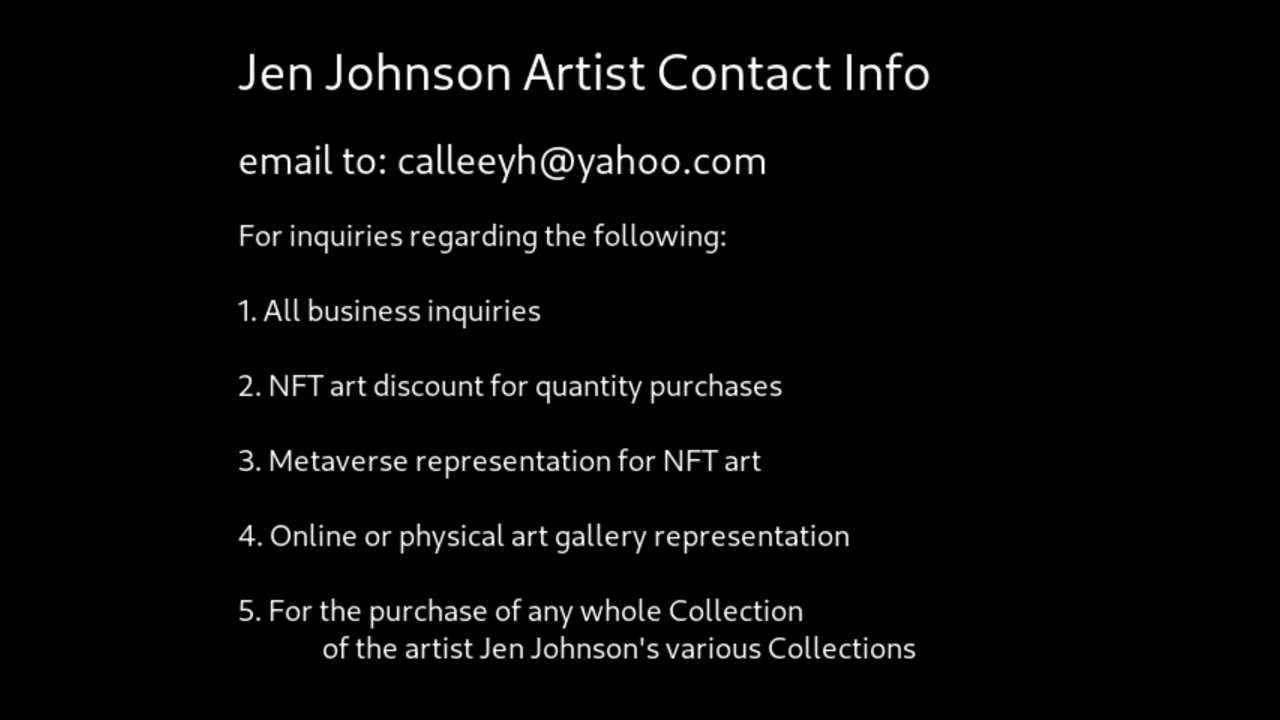 Jen Johnson Artist Contact Info
email to: calleeyh@yahoo.com
For inquiries regarding the following:
1. All business inquiries
2. NFT art discount for quantity purchases
3. Metaverse representation for NFT art
4. Online or physical art gallery representation
5. For the purchase of any whole Collection
of the artist Jen Johnson's various Collections